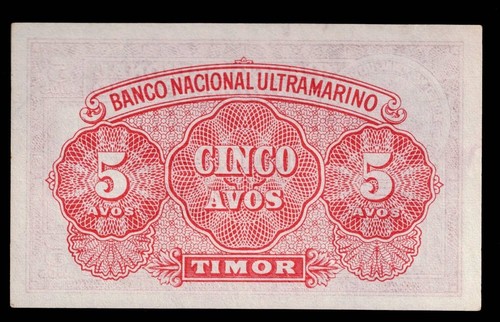 BANCO NACIONAL ULTRAMARINO
5 AVOS
CINCO AVOS
5 AVOS
TIMOR